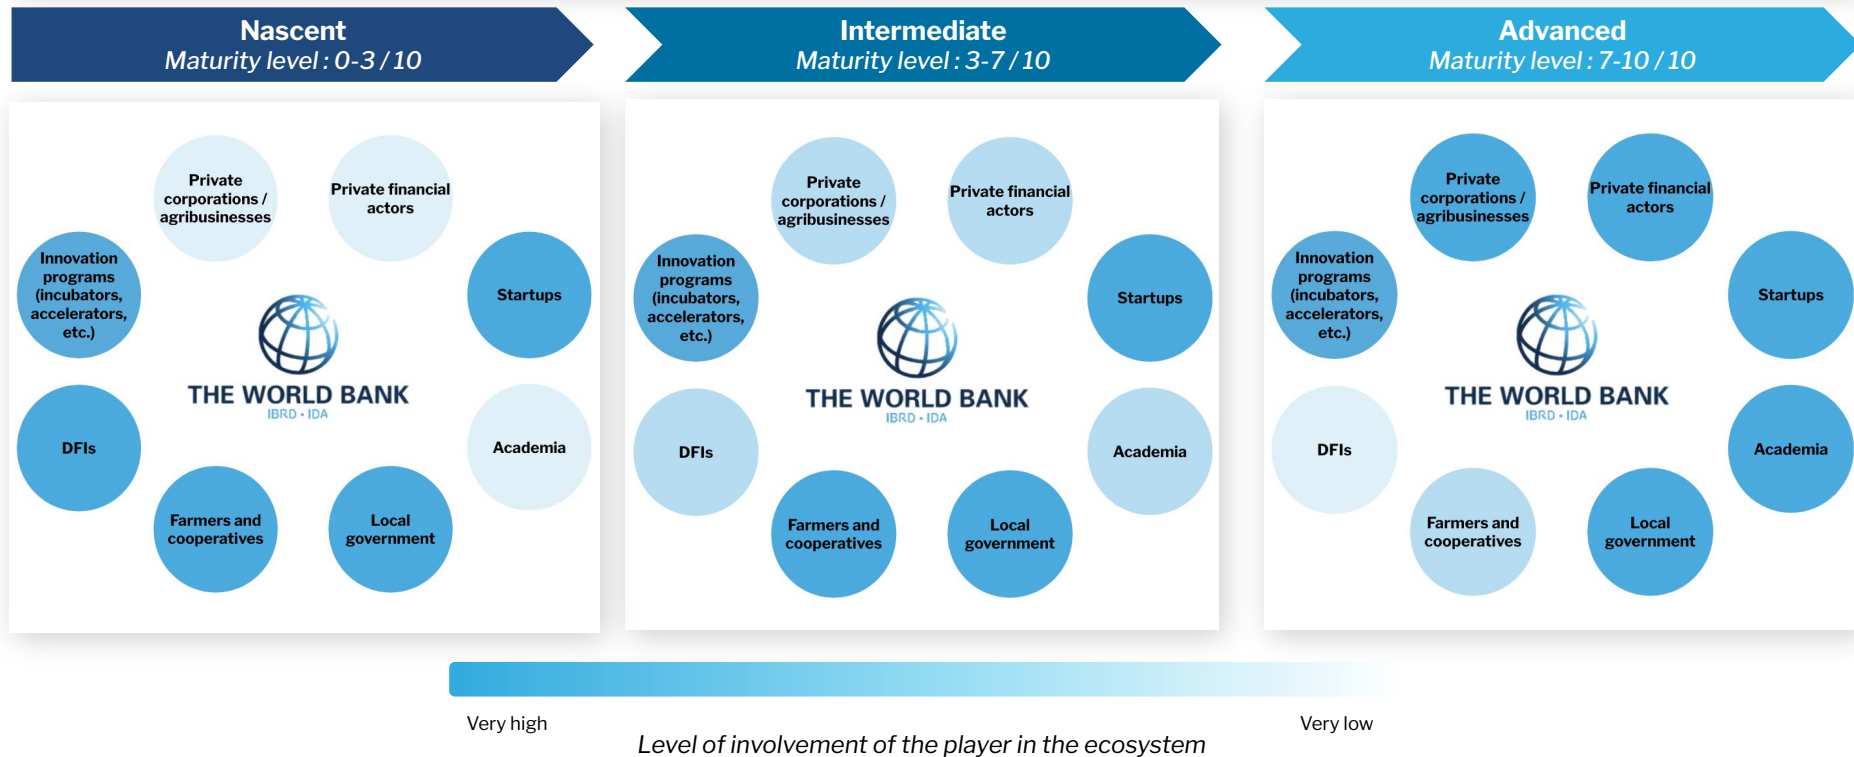 Nascent
Maturity level : 0-3 / 10
Private
corporations /
agribusinesses
Private financial
actors
Innovation
programs
(incubators,
accelerators,
etc.)
Startups
THE WORLD BANK
IBRD • IDA
DFIs
Academia
Farmers and
cooperatives
Local
government
Intermediate
Maturity level : 3-7 / 10
Private
corporations /
agribusinesses
Private financial
actors
Innovation
programs
(incubators,
accelerators,
etc.)
Startups
THE WORLD BANK
IBRD • IDA
DFIs
Academia
Farmers and
cooperatives
Local
government
Advanced
Maturity level : 7-10 / 10
Private
corporations /
agribusinesses
Private financial
actors
Innovation
programs
(incubators,
accelerators,
etc.)
Startups
THE WORLD BANK
IBRD • IDA
DFIs
Academia
Farmers and
cooperatives
Local
government
Very high
Very low
Level of involvement of the player in the ecosystem